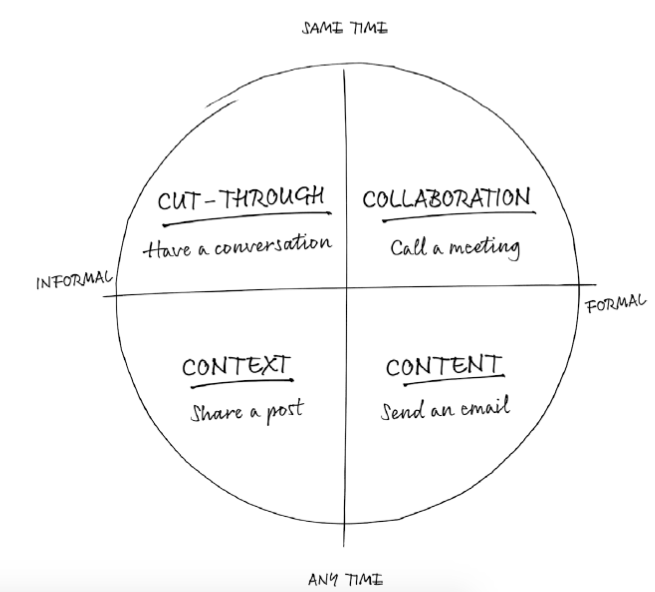 SAME TIME
CUT-THROUGH
Have a conversation
COLLABORATION
Call a meeting
INFORMAL
FORMAL
CONTEXT
Share a post
CONTENT
Send an email
ANY TIME